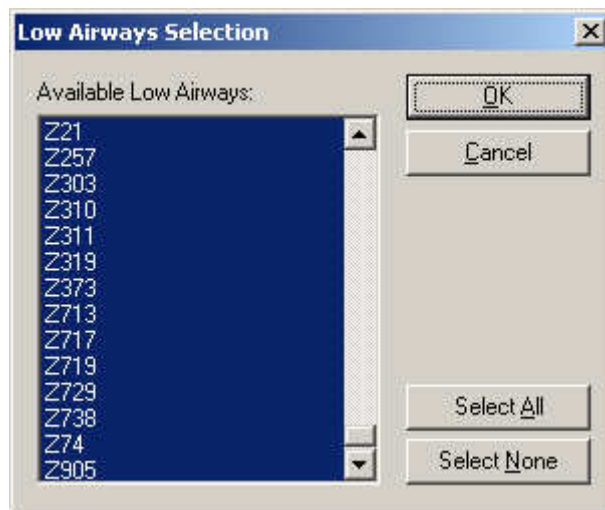 Low Airways Selection
Available Low Airways:
Z21
Z257
Z303
Z310
Z311
Z319
Z373
Z713
Z717
Z719
Z729
Z738
Z74
Z905
OK
Cancel
Select All
Select None